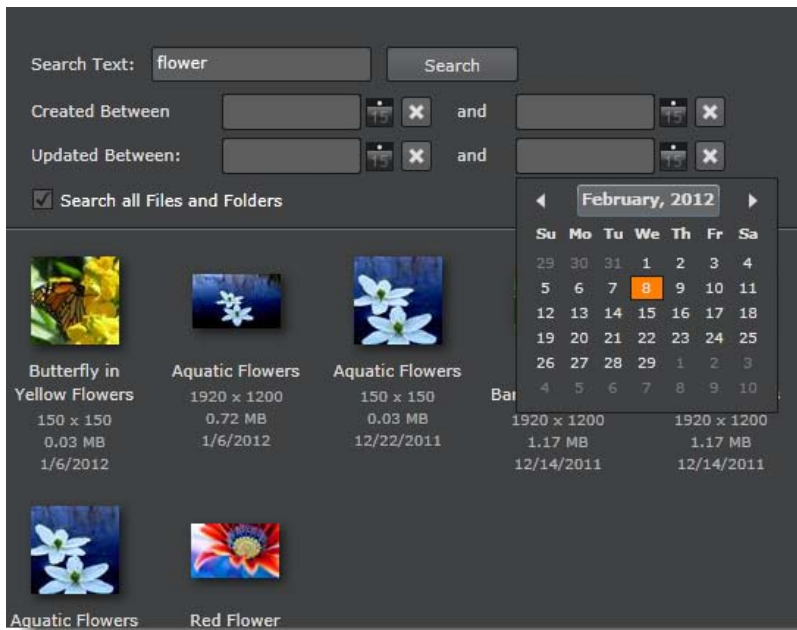 Search Text: flower Search
Created Between 15 and 15
Updated Between: 15 and 15
Search all Files and Folders
February, 2012
Su Mo Tu We Th Fr Sa
29 30 31 1 2 3 4
5 6 7 8 9 10 11
12 13 14 15 16 17 18
19 20 21 22 23 24 25
26 27 28 29 1 2 3
4 5 6 7 8 9 10
Butterfly in
Yellow Flowers
150 x 150
0.03 MB
1/6/2012
Aquatic Flowers
1920 x 1200
0.72 MB
1/6/2012
Aquatic Flowers
150 x 150
0.03 MB
12/22/2011
1920 x 1200
1.17 MB
12/14/2011
1920 x 1200
1.17 MB
12/14/2011
Aquatic Flowers
Red Flower